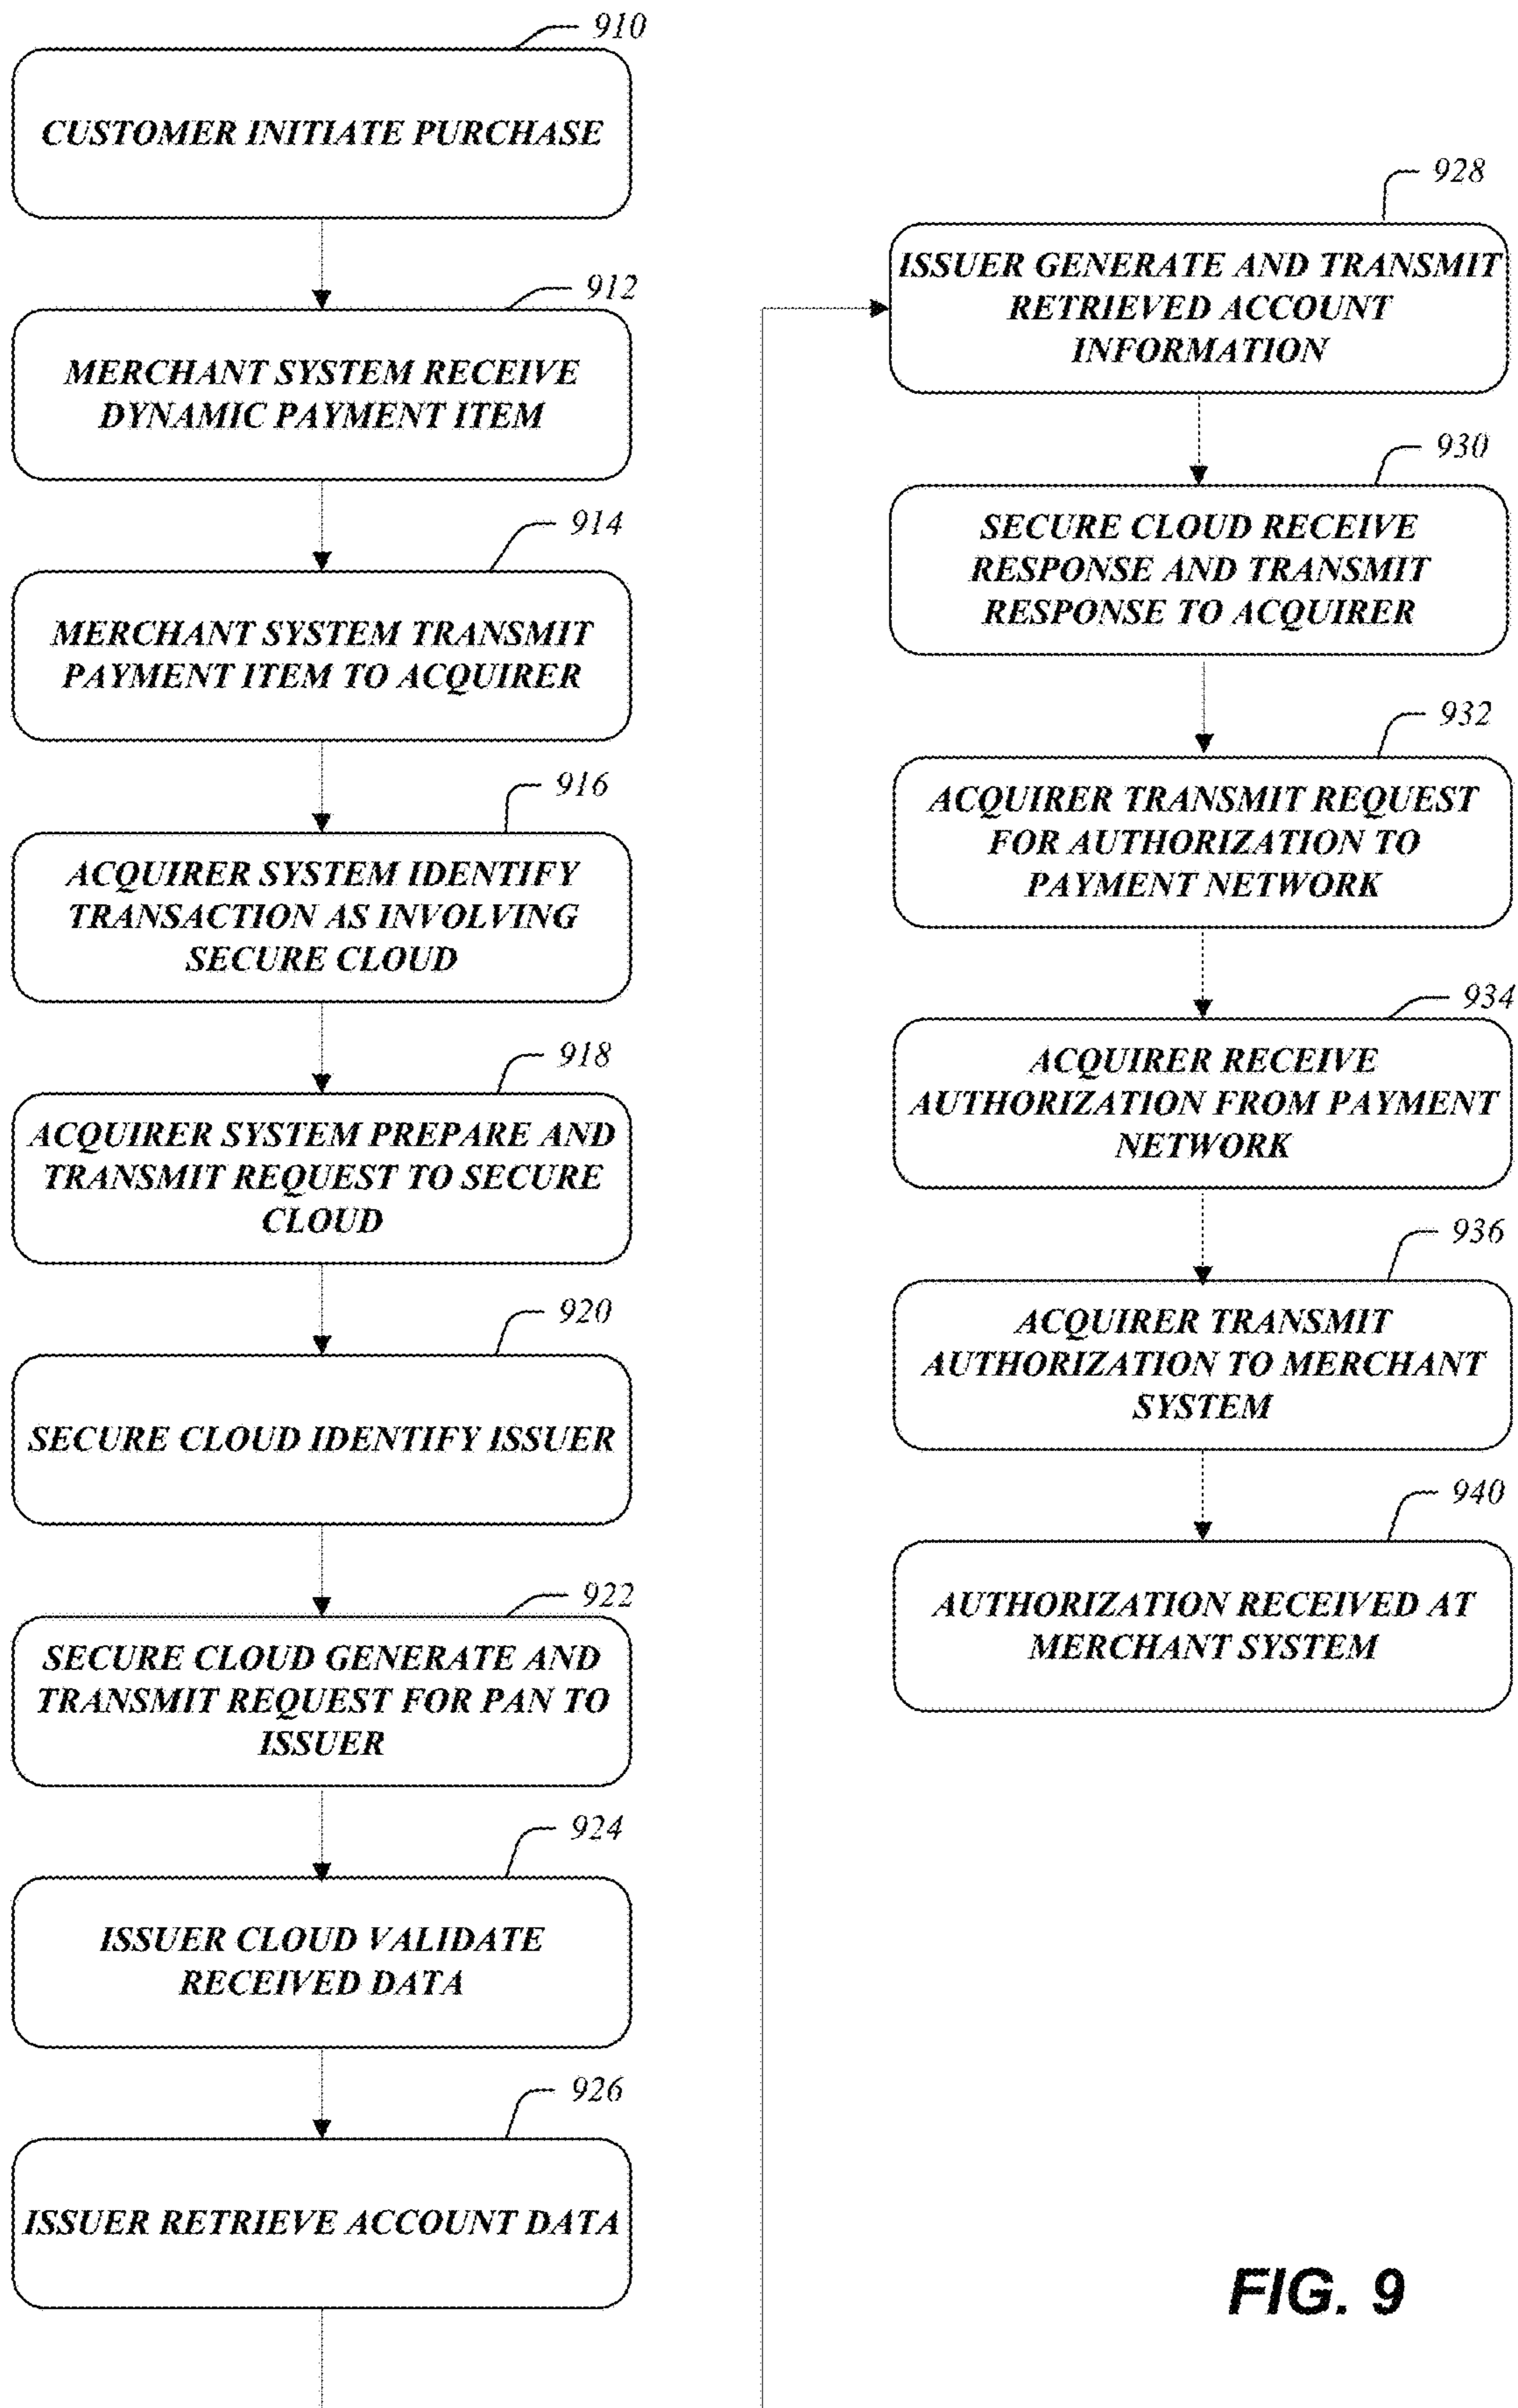 910
CUSTOMER INITIATE PURCHASE
912
MERCHANT SYSTEM RECEIVE
DYNAMIC PAYMENT ITEM
914
MERCHANT SYSTEM TRANSMIT
PAYMENT ITEM TO ACQUIRER
916
ACQUIRER SYSTEM IDENTIFY
TRANSACTION AS INVOLVING
SECURE CLOUD
918
ACQUIRER SYSTEM PREPARE AND
TRANSMIT REQUEST TO SECURE
CLOUD
920
SECURE CLOUD IDENTIFY ISSUER
922
SECURE CLOUD GENERATE AND
TRANSMIT REQUEST FOR PAN TO
ISSUER
924
ISSUER CLOUD VALIDATE
RECEIVED DATA
926
ISSUER RETRIEVE ACCOUNT DATA
928
ISSUER GENERATE AND TRANSMIT
RETRIEVED ACCOUNT
INFORMATION
930
SECURE CLOUD RECEIVE
RESPONSE AND TRANSMIT
RESPONSE TO ACQUIRER
932
ACQUIRER TRANSMIT REQUEST
FOR AUTHORIZATION TO
PAYMENT NETWORK
934
ACQUIRER RECEIVE
AUTHORIZATION FROM PAYMENT
NETWORK
936
ACQUIRER TRANSMIT
AUTHORIZATION TO MERCHANT
SYSTEM
940
AUTHORIZATION RECEIVED AT
MERCHANT SYSTEM
FIG. 9